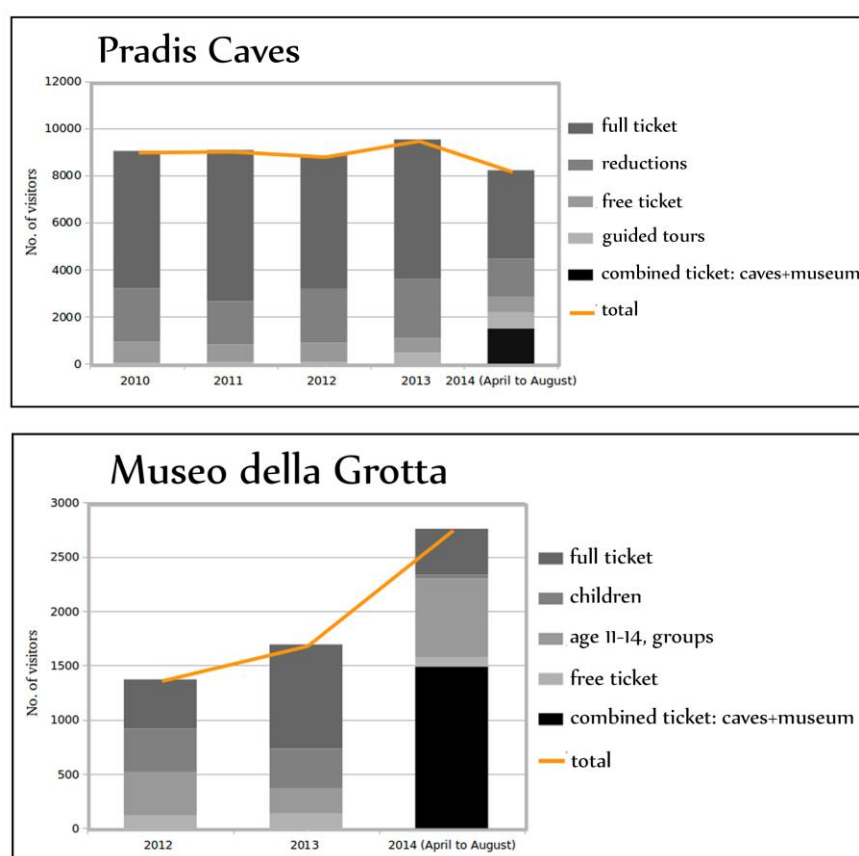 Pradis Caves
12000
10000
8000
6000
4000
2000
0
No. of visitors
2010
2011
2012
2013
2014 (April to August)
full ticket
reductions
free ticket
guided tours
combined ticket: caves+museum
total
Museo della Grotta
3000
2500
2000
1500
1000
500
0
No. of visitors
2012
2013
2014 (April to August)
full ticket
children
age 11-14, groups
free ticket
combined ticket: caves+museum
total